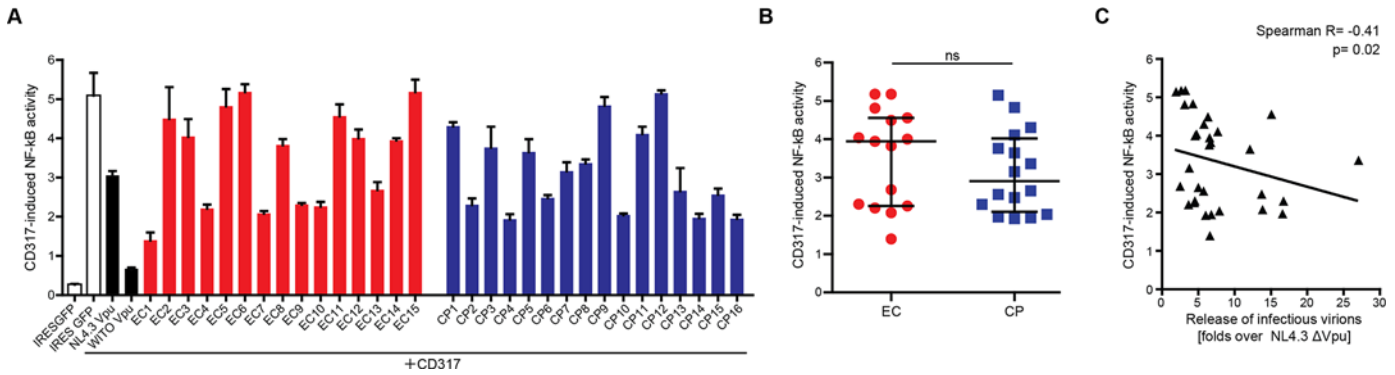 A
CD317-induced NF-kB activity
6
5
4
3
2
1
0
IRESGFP
IRES GFP
NL4.3 Vpu
WITO Vpu
EC1
EC2
EC3
EC4
EC5
EC6
EC7
EC8
EC9
EC10
EC11
EC12
EC13
EC14
EC15
CP1
CP2
CP3
CP4
CP5
CP6
CP7
CP8
CP9
CP10
CP11
CP12
CP13
CP14
CP15
CP16
+CD317
B
CD317-induced NF-kB activity
6
5
4
3
2
1
0
ns
EC
CP
C
Spearman R= -0.41
p= 0.02
CD317-induced NF-kB activity
6
5
4
3
2
1
0
0
5
10
15
20
25
30
Release of infectious virions
[folds over NL4.3 ΔVpu]